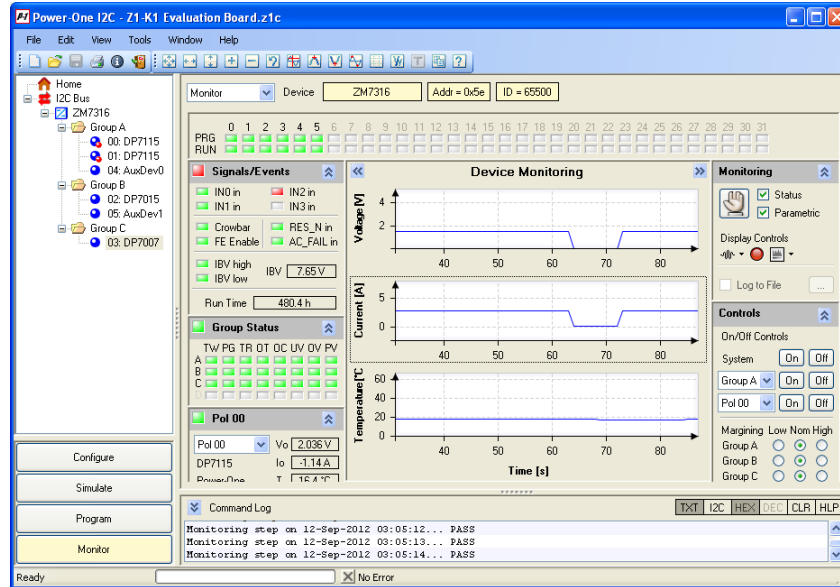 Power-One I2C - Z1-K1 Evaluation Board.z1c
File Edit View Tools Window Help
Home
I2C Bus
ZM7316
Group A
00: DP7115
01: DP7115
04: AuxDev0
Group B
02: DP7015
05: AuxDev1
Group C
03: DP7007
Configure
Simulate
Program
Monitor
Monitor Device ZM7316 Addr = 0x5e ID = 65500
0 1 2 3 4 5 6 7 8 9 10 11 12 13 14 15 16 17 18 19 20 21 22 23 24 25 26 27 28 29 30 31
PRG
RUN
Signals/Events
IN0 in IN2 in
IN1 in IN3 in
Crowbar RES_N in
FE Enable AC_FAIL in
IBV high
IBV low
IBV 7.65 V
Run Time 480.4 h
Group Status
TW PG TR OT OC UV OV PV
A
B
C
D
Pol 00
Pol 00 Vo 2.036 V
DP7115 Io -1.14 A
Power-One T 16.4 °C
Device Monitoring
Voltage [V]
4
2
40 50 60 70 80
Current [A]
5
0
40 50 60 70 80
Temperature[°C
60
40
20
0
40 50 60 70 80
Time [s]
Monitoring
Status
Parametric
Display Controls
Log to File ...
Controls
On/Off Controls
System On Off
Group A On Off
Pol 00 On Off
Margining Low Nom High
Group A
Group B
Group C
Command Log TXT I2C HEX DEC CLR HLP
Monitoring step on 12-Sep-2012 03:05:12... PASS
Monitoring step on 12-Sep-2012 03:05:13... PASS
Monitoring step on 12-Sep-2012 03:05:14... PASS
Ready No Error